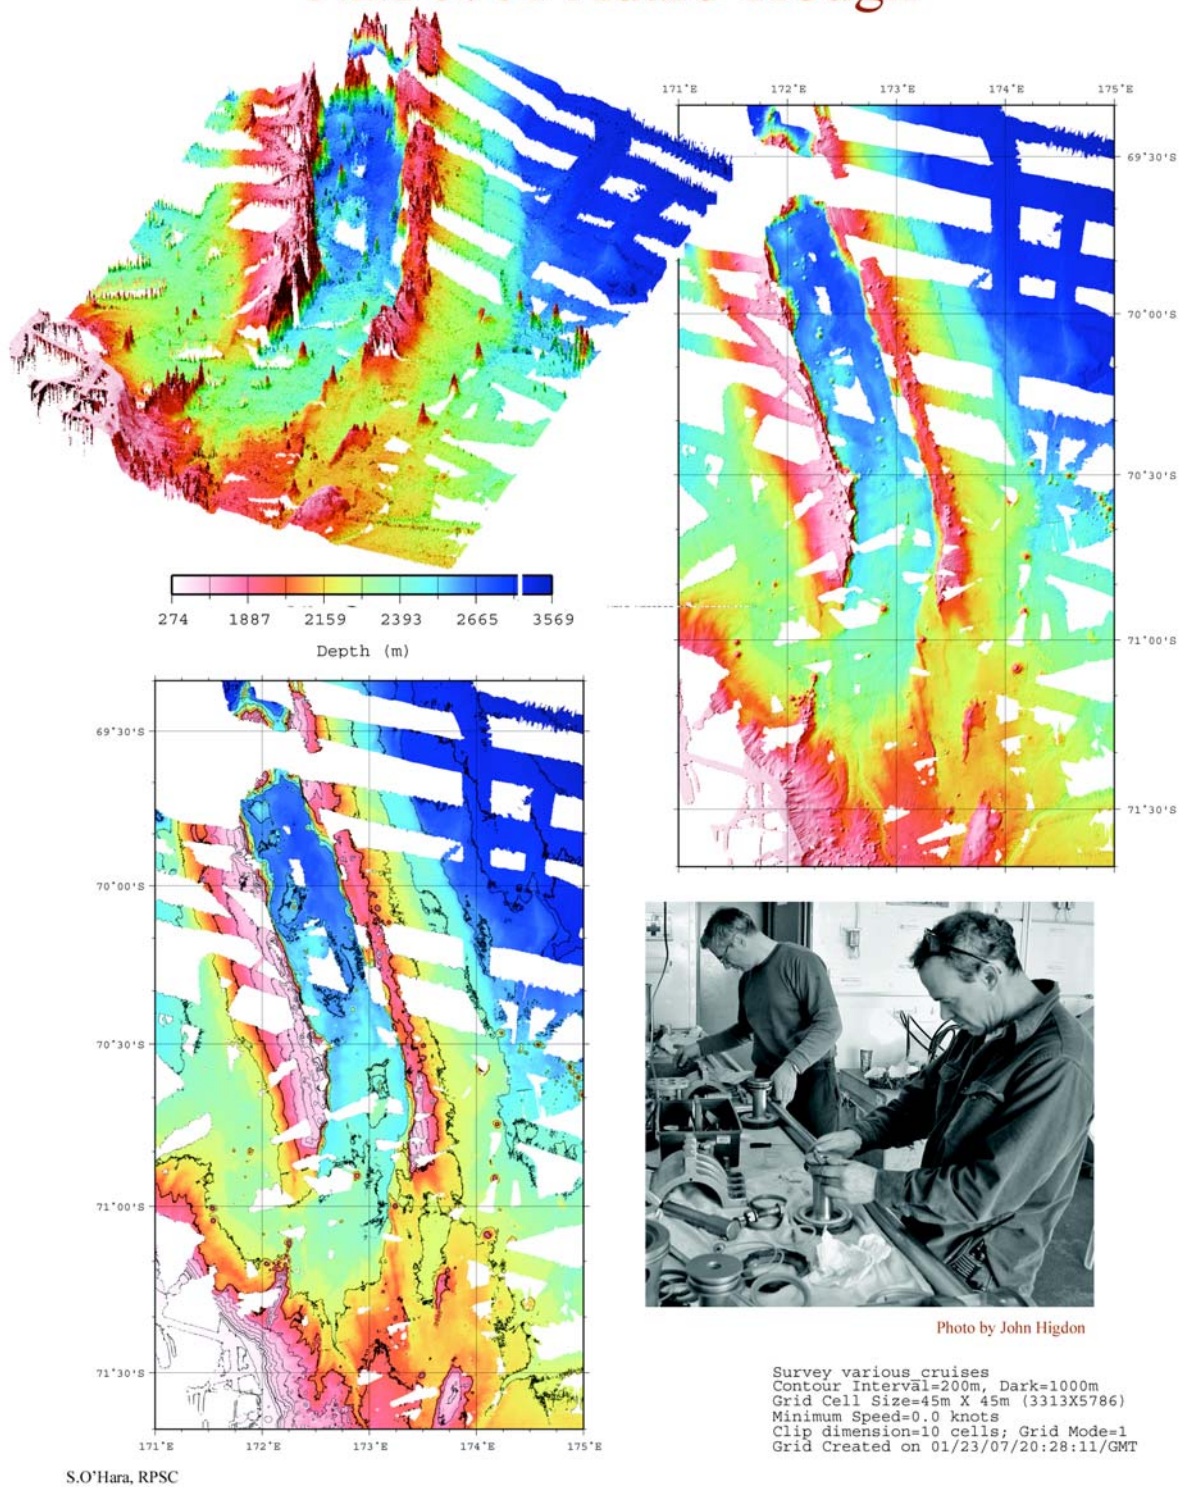 171°E 172°E 173°E 174°E 175°E
69°30'S
70°00'S
70°30'S
71°00'S
71°30'S
274 1887 2159 2393 2665 3569
Depth (m)
69°30'S
70°00'S
70°30'S
71°00'S
71°30'S
171°E 172°E 173°E 174°E 175°E
Photo by John Higdon
Survey various_cruises
Contour Interval=200m, Dark=1000m
Grid Cell Size=45m X 45m (3313X5786)
Minimum Speed=0.0 knots
Clip dimension=10 cells; Grid Mode=1
Grid Created on 01/23/07/20:28:11/GMT
S.O'Hara, RPSC